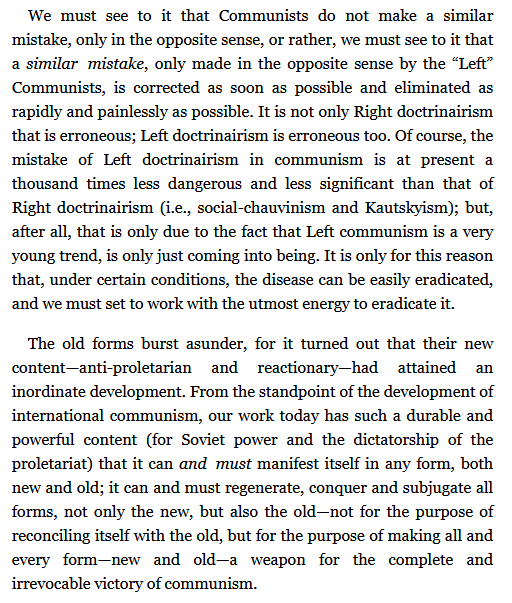 We must see to it that Communists do not make a similar
mistake, only in the opposite sense, or rather, we must see to it that
a similar mistake, only made in the opposite sense by the “Left”
Communists, is corrected as soon as possible and eliminated as
rapidly and painlessly as possible. It is not only Right doctrinairism
that is erroneous; Left doctrinairism is erroneous too. Of course, the
mistake of Left doctrinairism in communism is at present a
thousand times less dangerous and less significant than that of
Right doctrinairism (i.e., social-chauvinism and Kautskyism); but,
after all, that is only due to the fact that Left communism is a very
young trend, is only just coming into being. It is only for this reason
that, under certain conditions, the disease can be easily eradicated,
and we must set to work with the utmost energy to eradicate it.
The old forms burst asunder, for it turned out that their new
content—anti-proletarian and reactionary—had attained an
inordinate development. From the standpoint of the development of
international communism, our work today has such a durable and
powerful content (for Soviet power and the dictatorship of the
proletariat) that it can and must manifest itself in any form, both
new and old; it can and must regenerate, conquer and subjugate all
forms, not only the new, but also the old—not for the purpose of
reconciling itself with the old, but for the purpose of making all and
every form—new and old—a weapon for the complete and
irrevocable victory of communism.